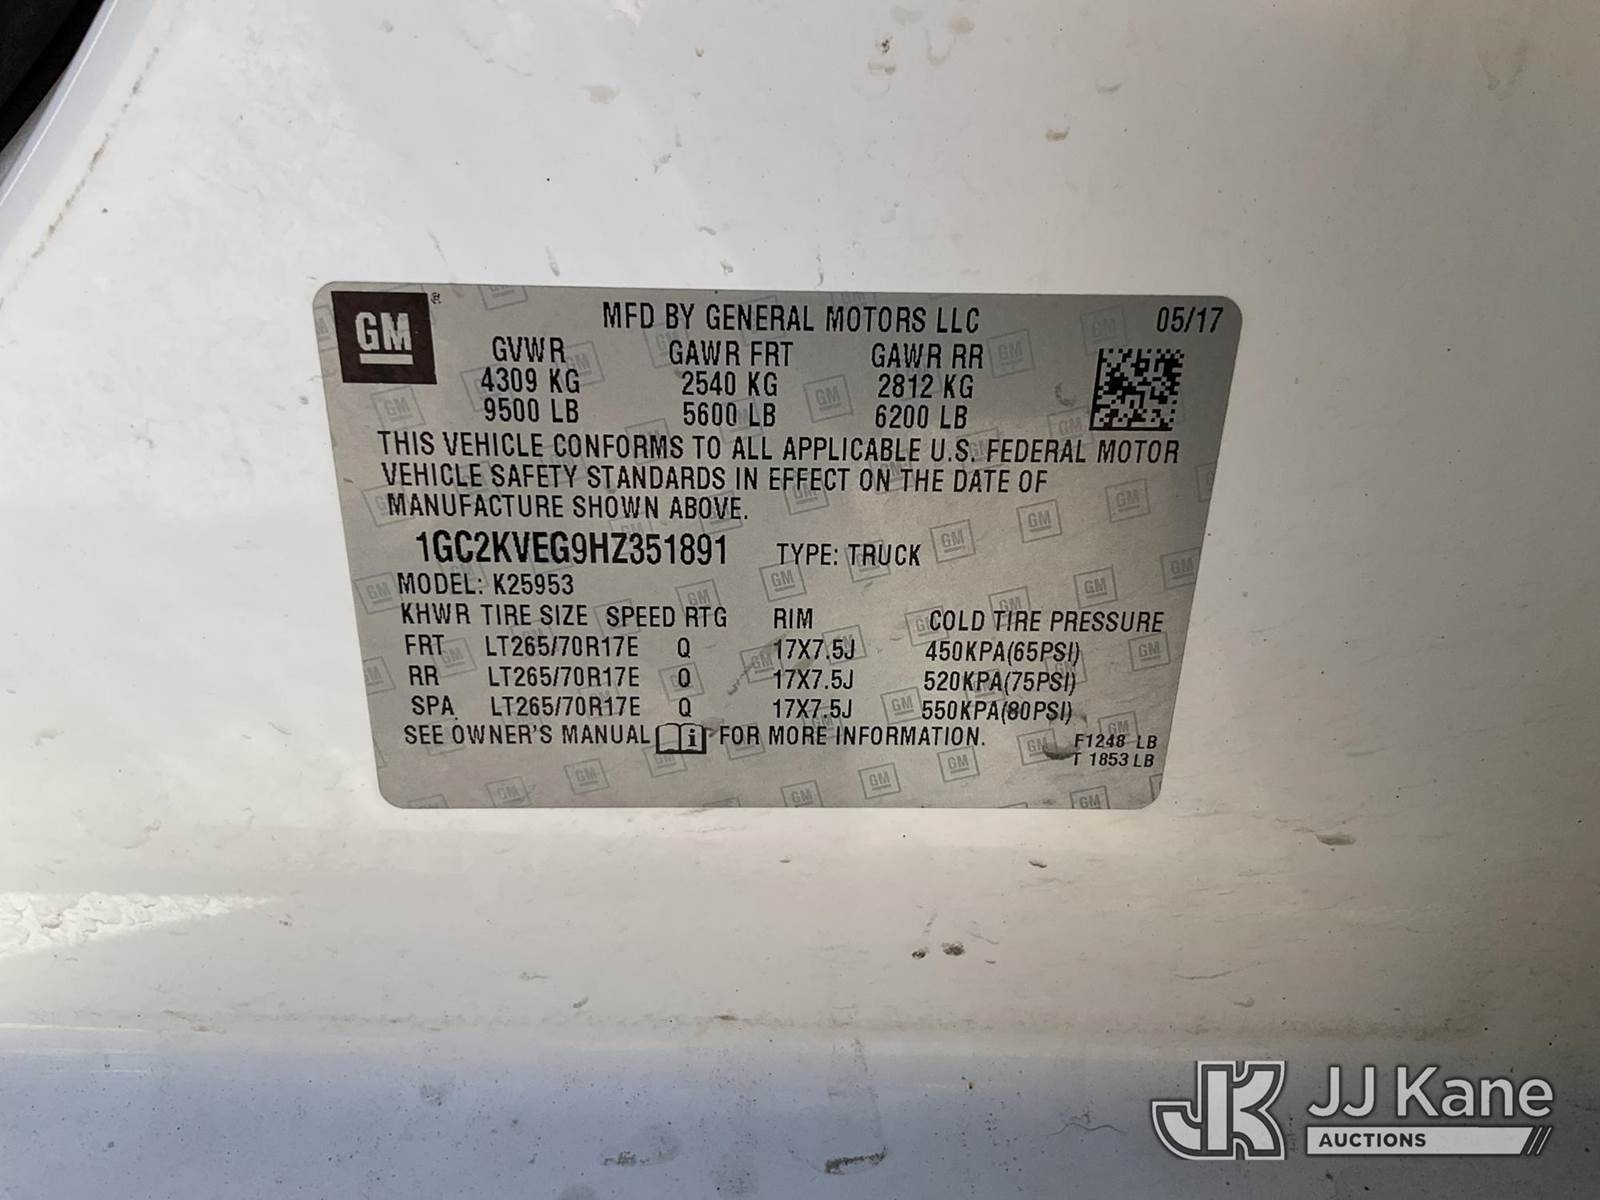 GM ®
MFD BY GENERAL MOTORS LLC 05/17
GVWR GAWR FRT GAWR RR
4309 KG 2540 KG 2812 KG
9500 LB 5600 LB 6200 LB
THIS VEHICLE CONFORMS TO ALL APPLICABLE U.S. FEDERAL MOTOR
VEHICLE SAFETY STANDARDS IN EFFECT ON THE DATE OF
MANUFACTURE SHOWN ABOVE.
1GC2KVEG9HZ351891 TYPE: TRUCK
MODEL: K25953
KHWR TIRE SIZE SPEED RTG RIM COLD TIRE PRESSURE
FRT LT265/70R17E Q 17X7.5J 450KPA(65PSI)
RR LT265/70R17E Q 17X7.5J 520KPA(75PSI)
SPA LT265/70R17E Q 17X7.5J 550KPA(80PSI)
SEE OWNER'S MANUAL i FOR MORE INFORMATION.
F1248 LB
T 1853 LB
JK JJ Kane
AUCTIONS